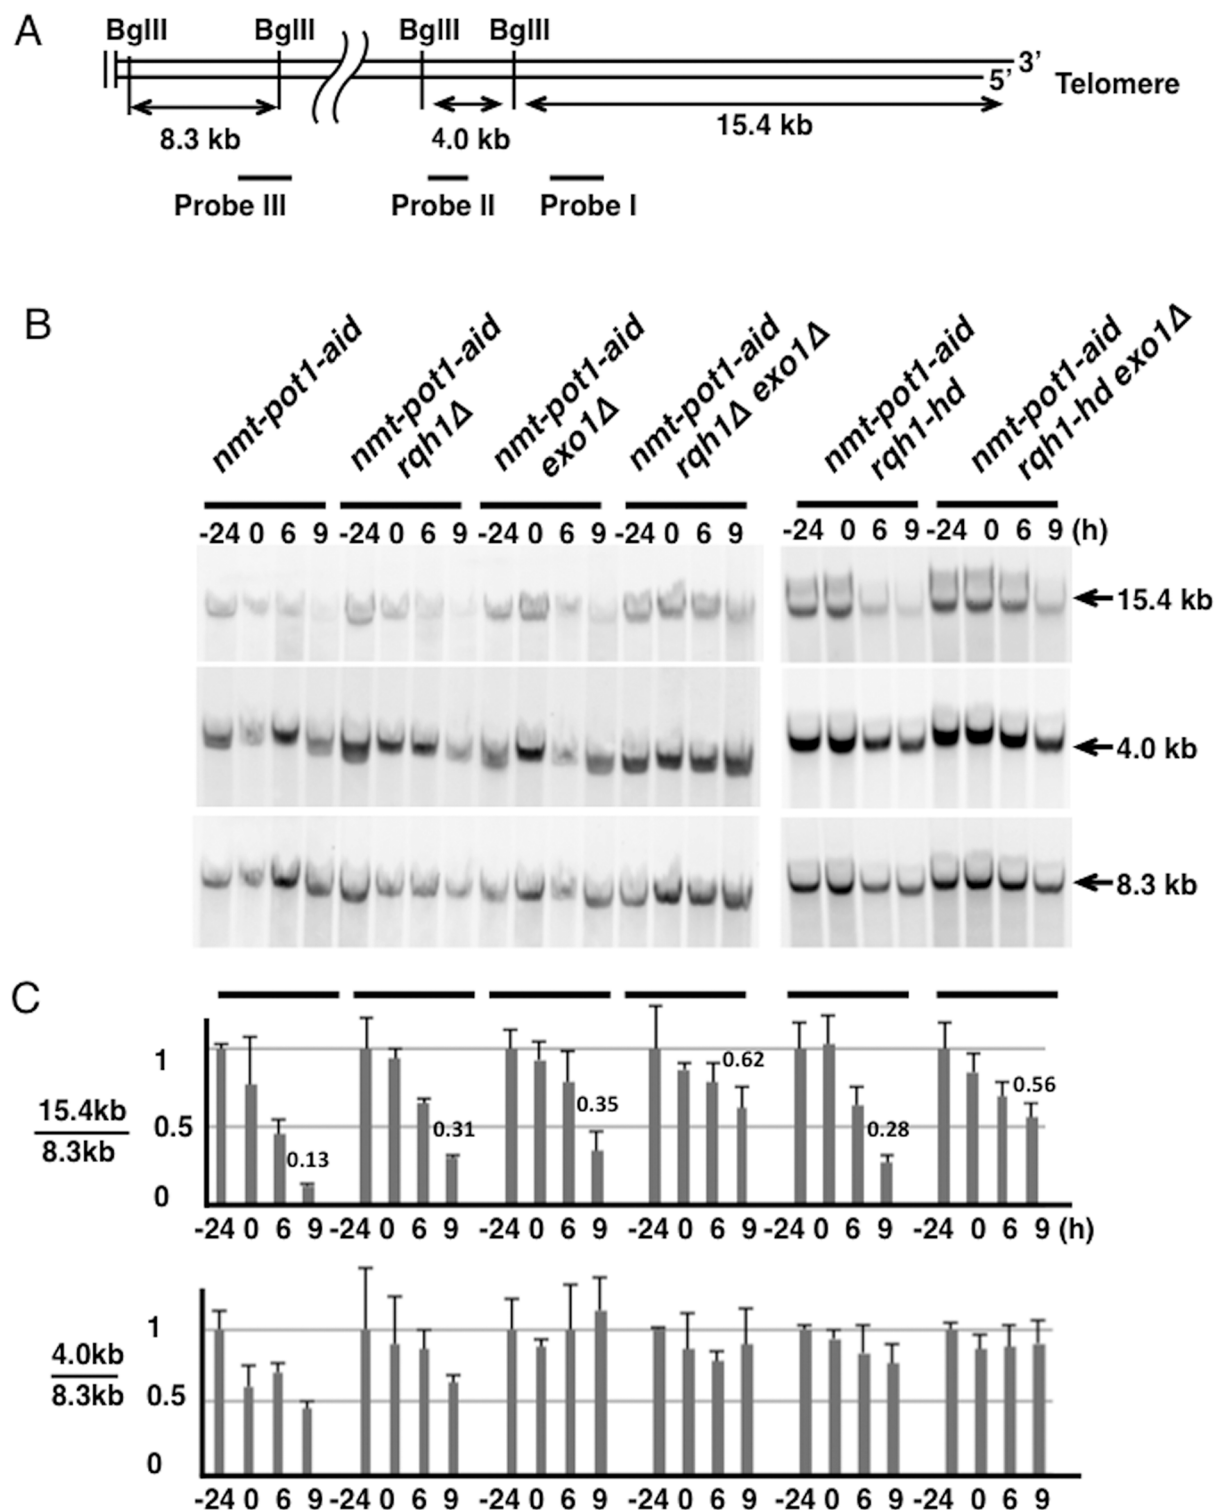 A
BglII BglII BglII BglII
3'
5'
Telomere
8.3 kb 4.0 kb 15.4 kb
Probe III Probe II Probe I
B
nmt-pot1-aid
nmt-pot1-aid
rqh1Δ
nmt-pot1-aid
exo1Δ
nmt-pot1-aid
rqh1Δ exo1Δ
nmt-pot1-aid
rqh1-hd
nmt-pot1-aid
rqh1-hd exo1Δ
-24 0 6 9 -24 0 6 9 -24 0 6 9 -24 0 6 9 -24 0 6 9 -24 0 6 9 (h)
15.4 kb
4.0 kb
8.3 kb
C
15.4kb
8.3kb
1
0.5
0
0.13 0.31 0.35 0.62 0.28 0.56
-24 0 6 9 -24 0 6 9 -24 0 6 9 -24 0 6 9 -24 0 6 9 -24 0 6 9 (h)
4.0kb
8.3kb
1
0.5
0
-24 0 6 9 -24 0 6 9 -24 0 6 9 -24 0 6 9 -24 0 6 9 -24 0 6 9